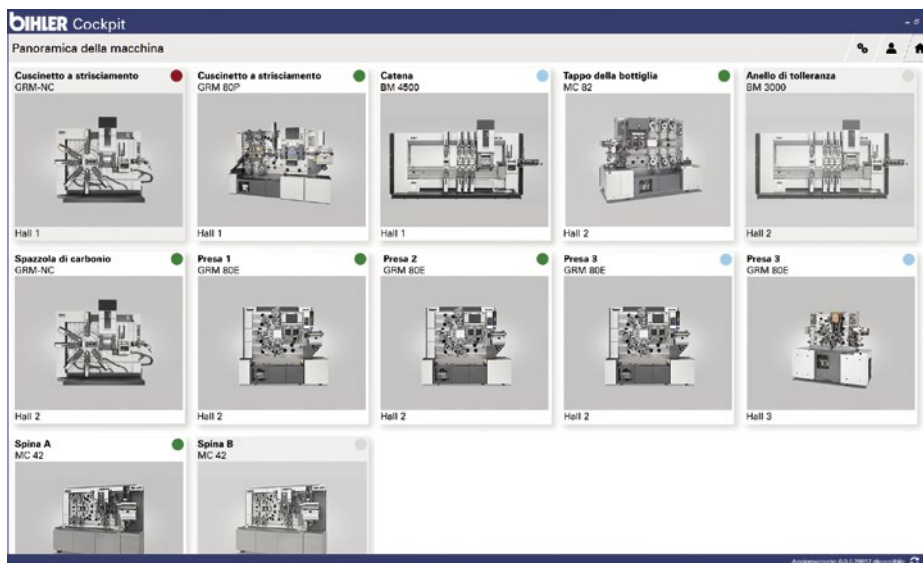 BIHLER Cockpit
Panoramica della macchina
Cuscinetto a strisciamento
GRM-NC
Hall 1
Cuscinetto a strisciamento
GRM 80P
Hall 1
Catena
BM 4500
Hall 1
Tappo della bottiglia
MC 82
Hall 2
Anello di tolleranza
BM 3000
Hall 2
Spazzola di carbonio
GRM-NC
Hall 2
Presa 1
GRM 80E
Hall 2
Presa 2
GRM 80E
Hall 2
Presa 3
GRM 80E
Hall 2
Presa 3
GRM 80E
Hall 3
Spina A
MC 42
Spina B
MC 42
disponibile